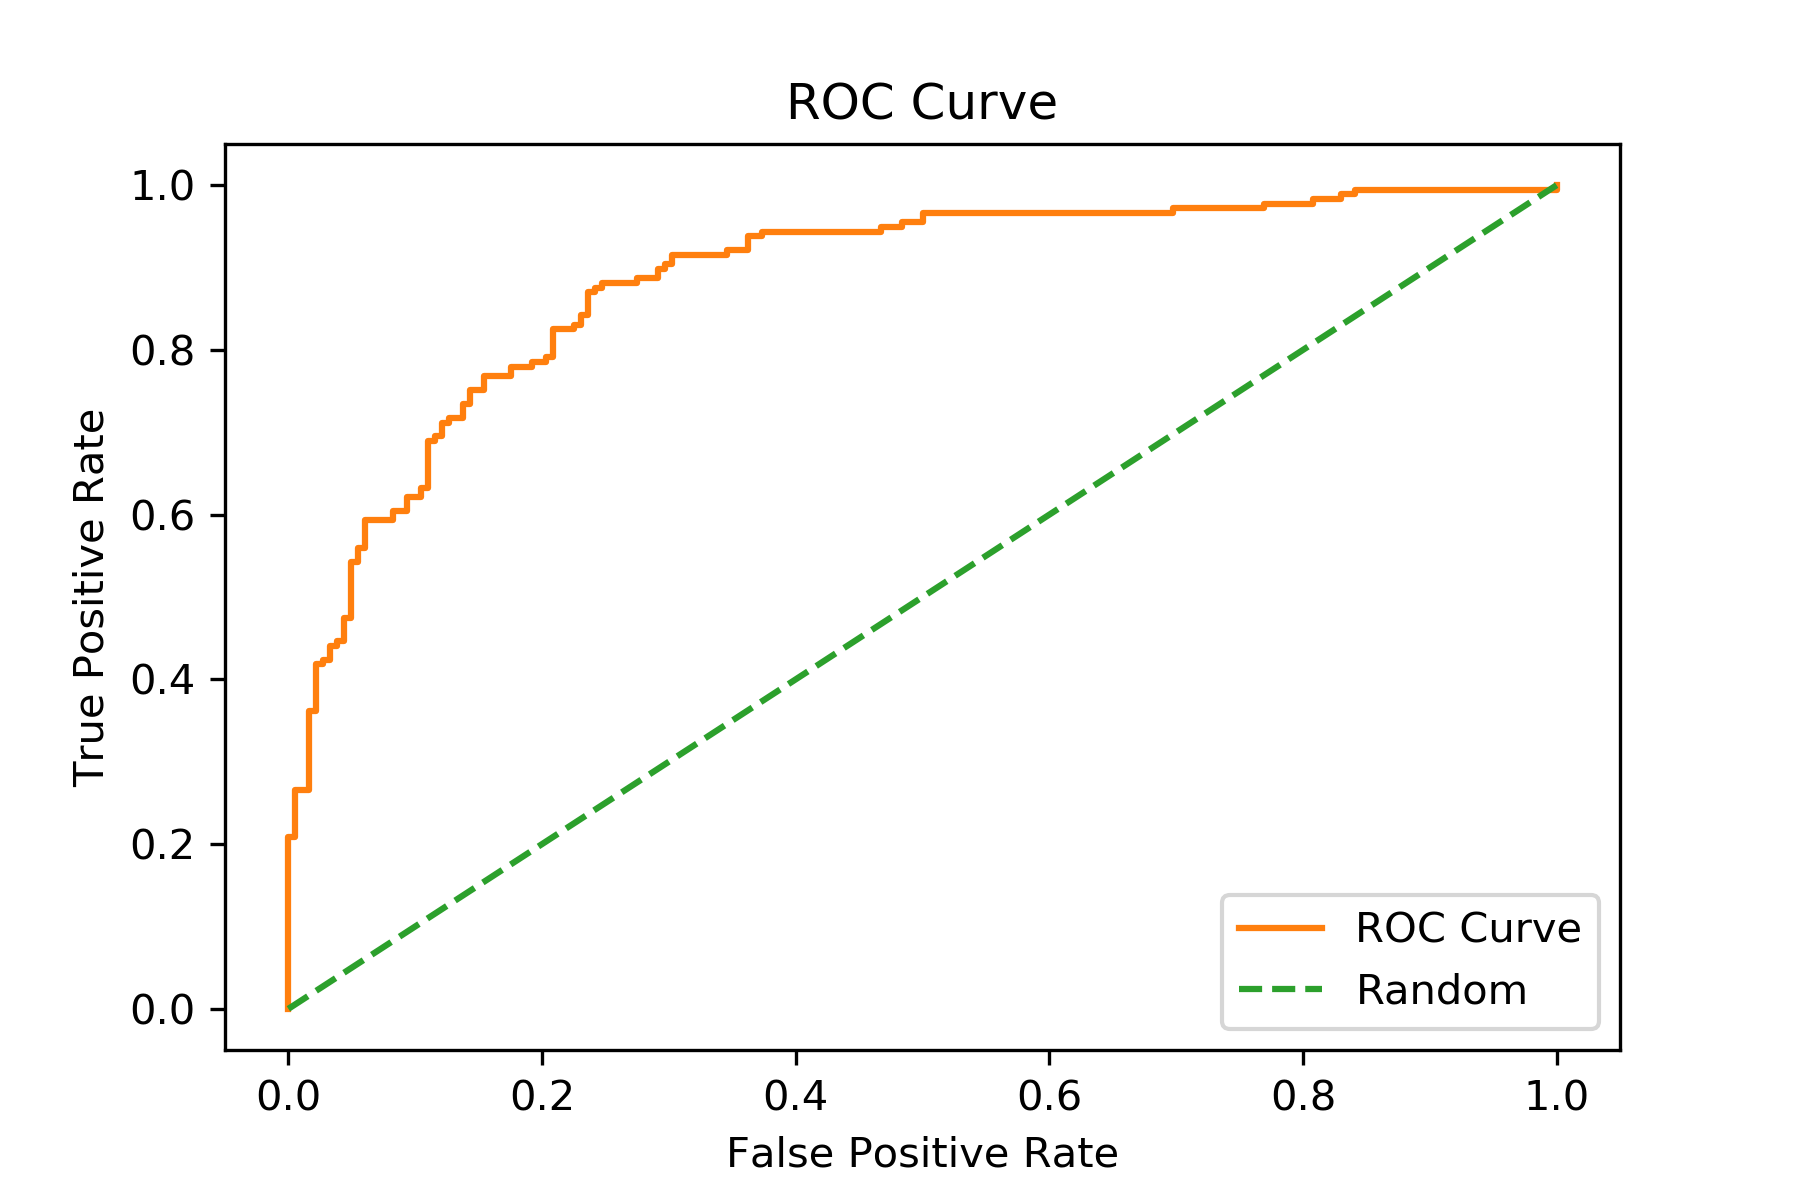 ROC Curve
True Positive Rate
1.0
0.8
0.6
0.4
0.2
0.0
ROC Curve
Random
0.0 0.2 0.4 0.6 0.8 1.0
False Positive Rate